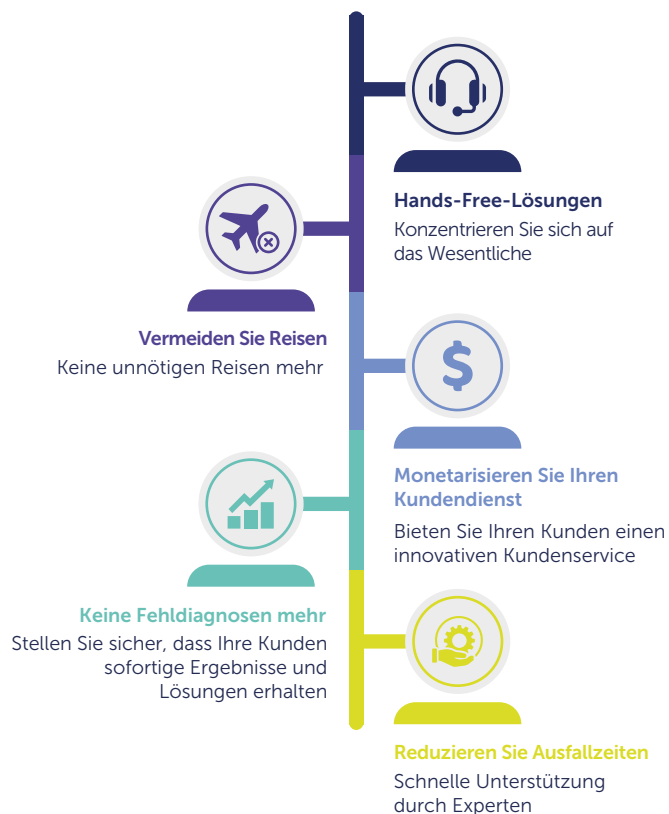 Hands-Free-Lösungen
Konzentrieren Sie sich auf
das Wesentliche
Vermeiden Sie Reisen
Keine unnötigen Reisen mehr
$
Monetarisieren Sie Ihren
Kundendienst
Bieten Sie Ihren Kunden einen
innovativen Kundenservice
Keine Fehldiagnosen mehr
Stellen Sie sicher, dass Ihre Kunden
sofortige Ergebnisse und
Lösungen erhalten
Reduzieren Sie Ausfallzeiten
Schnelle Unterstützung
durch Experten